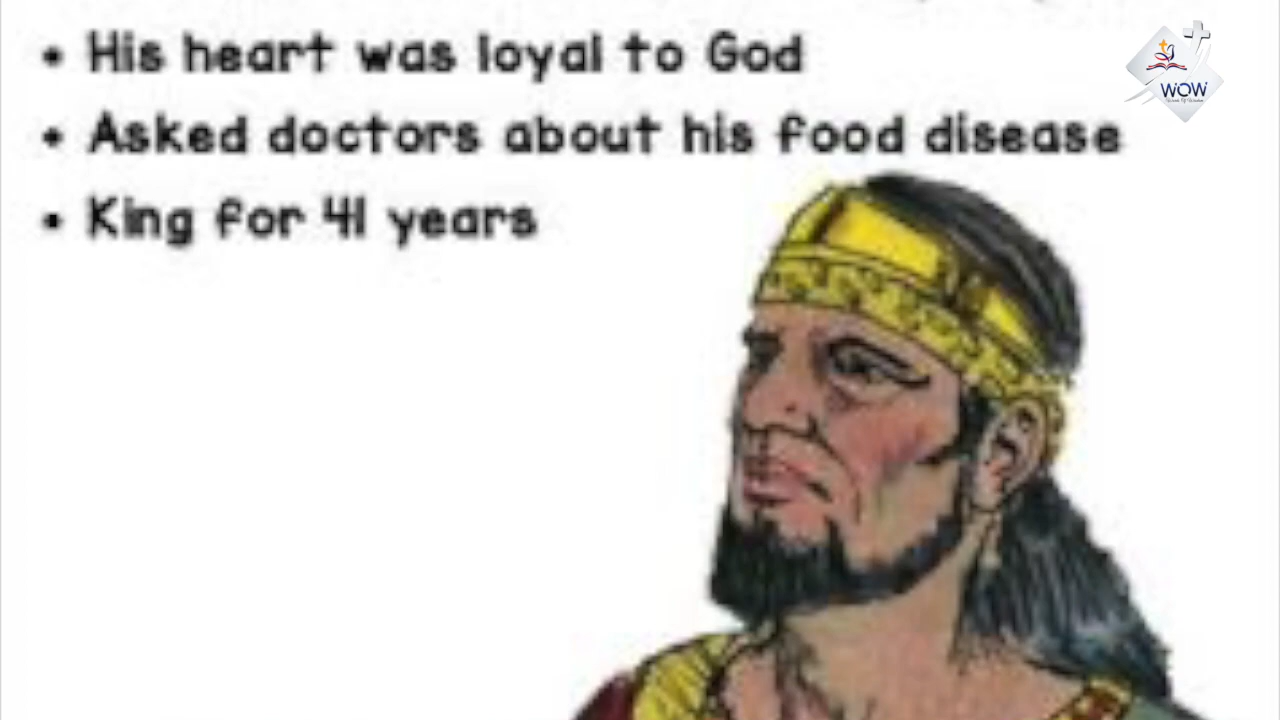 • His heart was loyal to God
• Asked doctors about his food disease
• King for 41 years
WOW